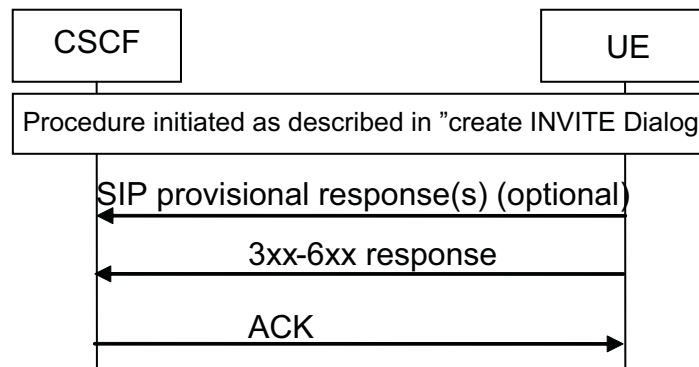 CSCF
UE
Procedure initiated as described in ”create INVITE Dialog
SIP provisional response(s) (optional)
3xx-6xx response
ACK